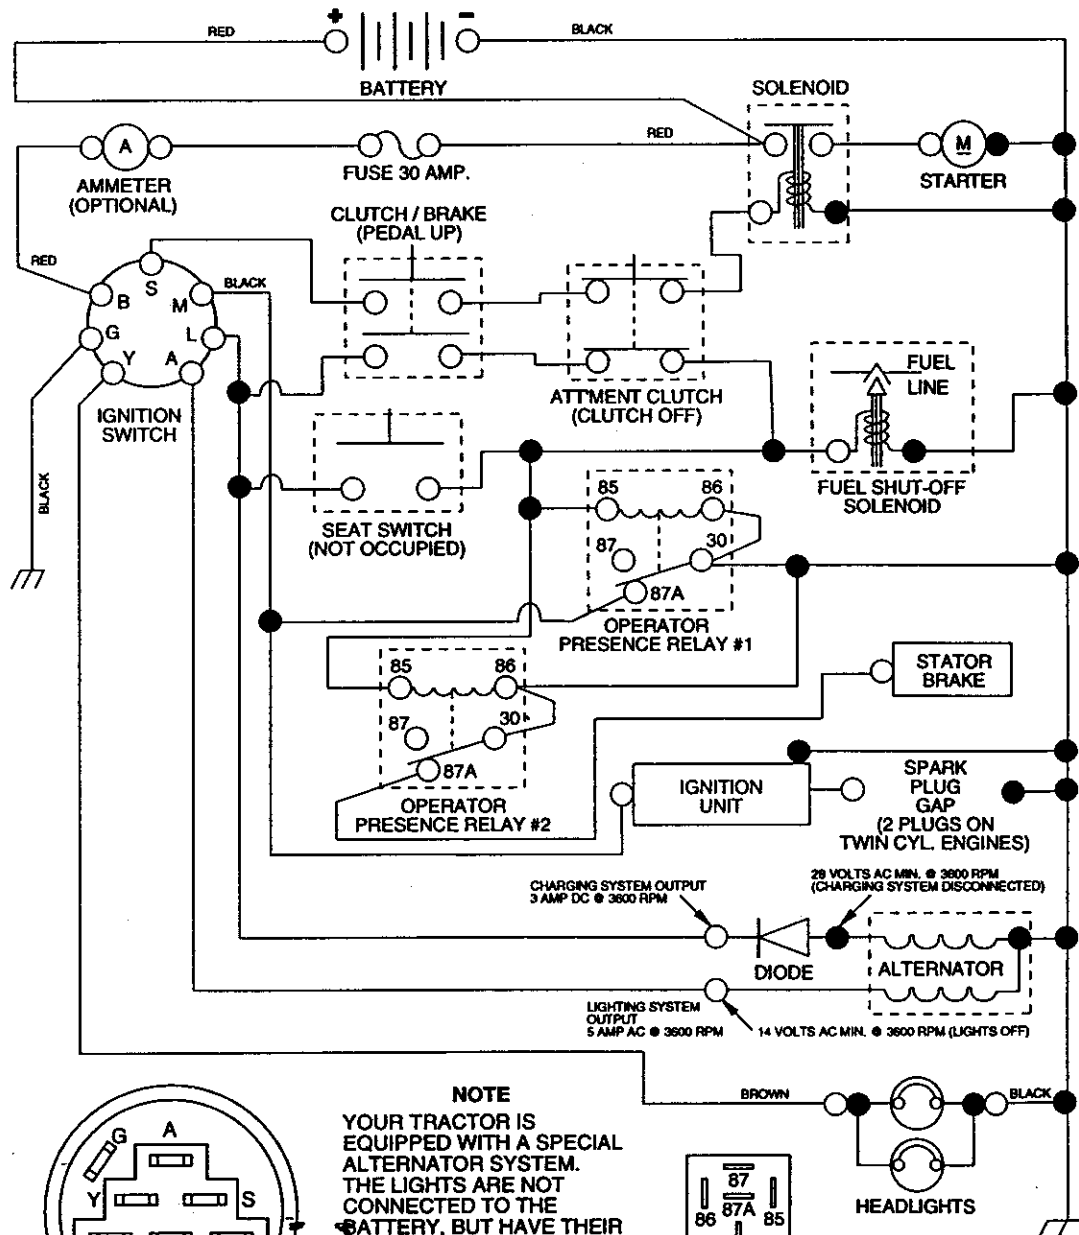 +
−
RED
BLACK
BATTERY
SOLENOID
RED
A
M
FUSE 30 AMP.
AMMETER
(OPTIONAL)
STARTER
CLUTCH / BRAKE
(PEDAL UP)
RED
BLACK
S
B
M
G
L
Y
A
IGNITION
SWITCH
FUEL
LINE
ATT'MENT CLUTCH
(CLUTCH OFF)
BLACK
SEAT SWITCH
(NOT OCCUPIED)
FUEL SHUT-OFF
SOLENOID
85
86
87
30
87A
OPERATOR
PRESENCE RELAY #1
85
86
87
30
87A
OPERATOR
PRESENCE RELAY #2
STATOR
BRAKE
IGNITION
UNIT
SPARK
PLUG
GAP
(2 PLUGS ON
TWIN CYL. ENGINES)
CHARGING SYSTEM OUTPUT
3 AMP DC @ 3600 RPM
28 VOLTS AC MIN. @ 3600 RPM
(CHARGING SYSTEM DISCONNECTED)
DIODE
ALTERNATOR
LIGHTING SYSTEM
OUTPUT
5 AMP AC @ 3600 RPM
14 VOLTS AC MIN. @ 3600 RPM (LIGHTS OFF)
BROWN
BLACK
HEADLIGHTS
G
A
Y
S
NOTE
YOUR TRACTOR IS
EQUIPPED WITH A SPECIAL
ALTERNATOR SYSTEM.
THE LIGHTS ARE NOT
CONNECTED TO THE
BATTERY, BUT HAVE THEIR
87
87A
86
85